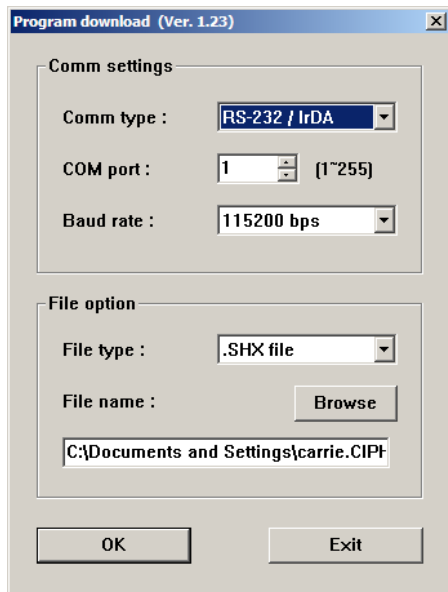 Program download (Ver. 1.23)
Comm settings
Comm type : RS-232 / IrDA
COM port : 1 (1~255)
Baud rate : 115200 bps
File option
File type : .SHX file
File name : Browse
C:\Documents and Settings\carrie.CIPH
OK Exit